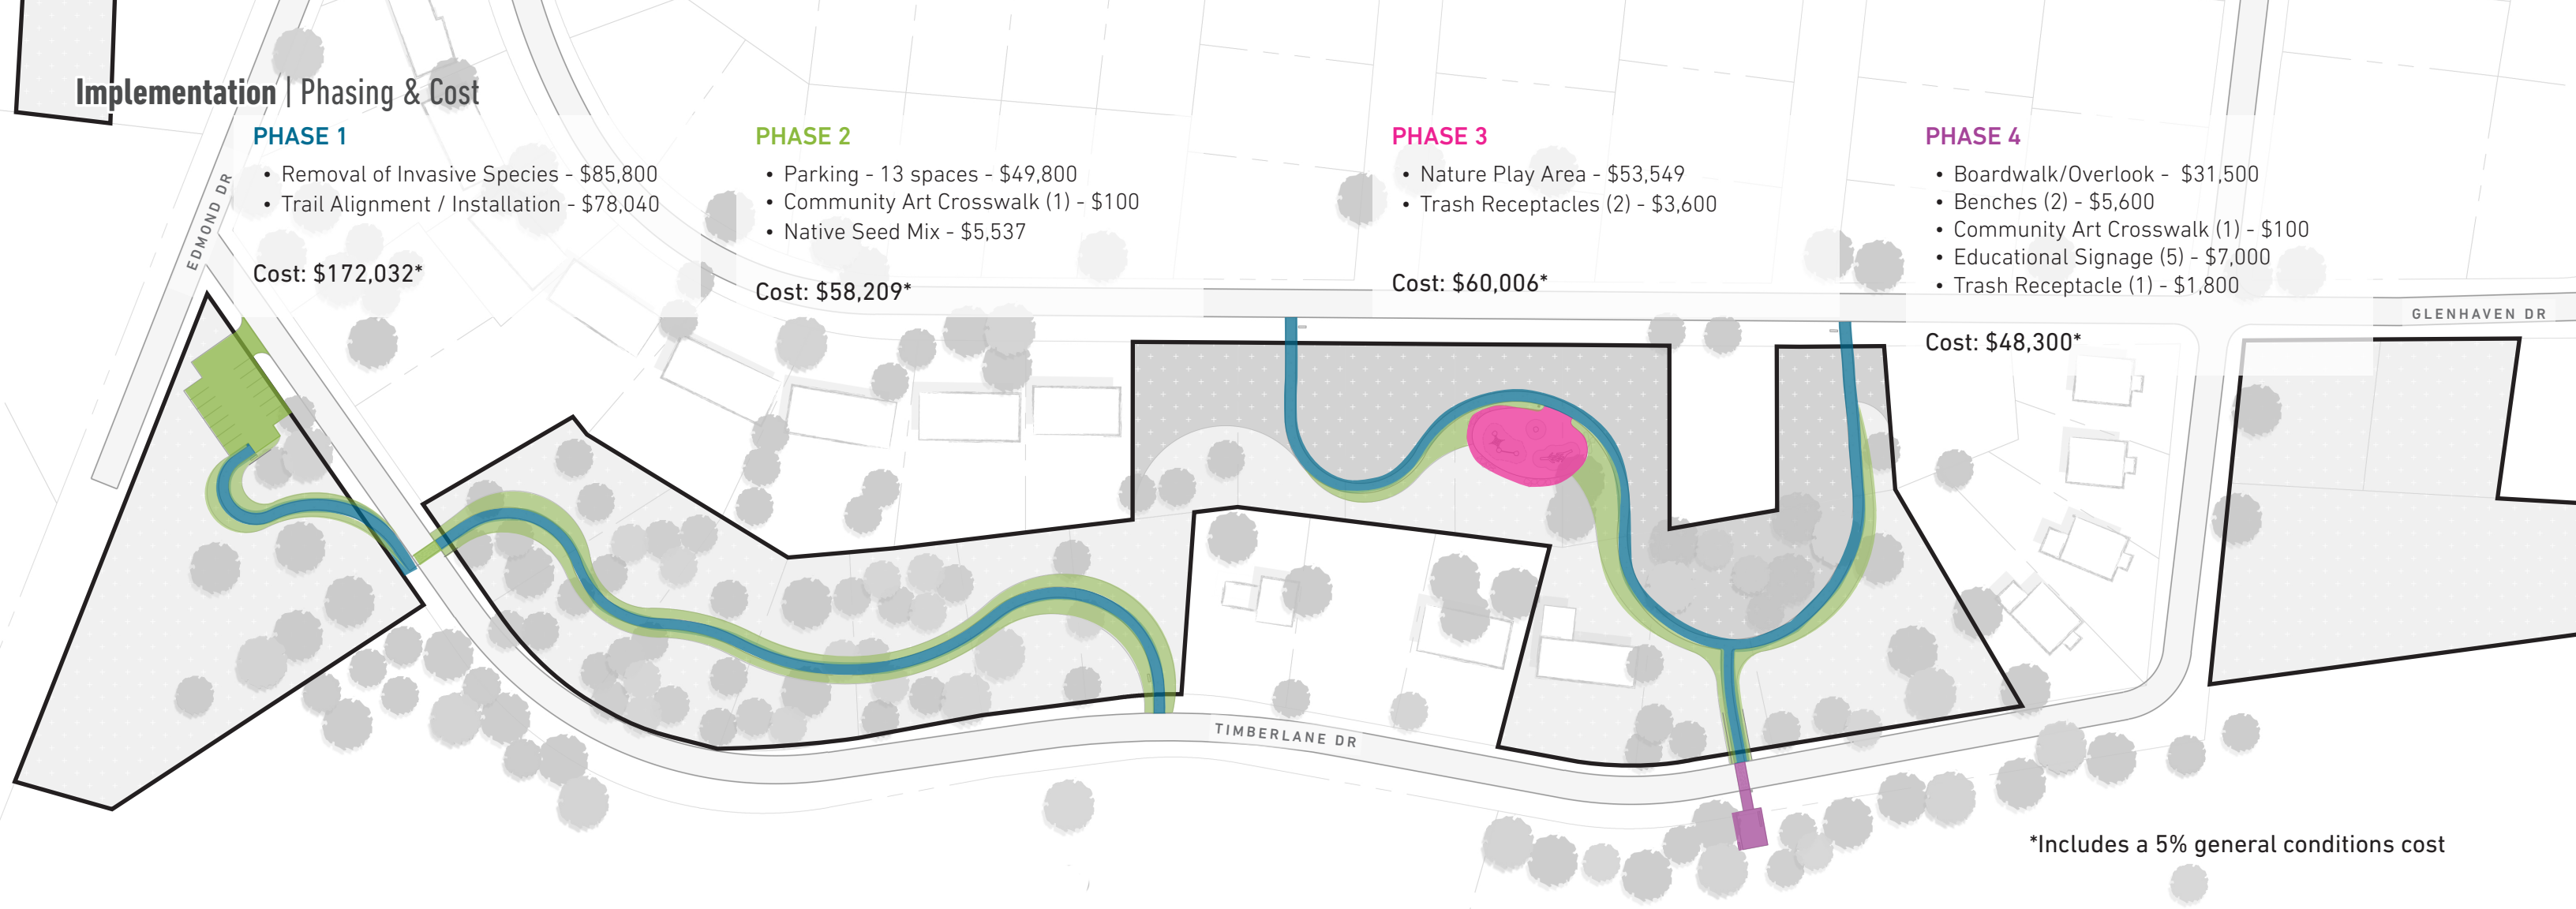 Implementation | Phasing & Cost
PHASE 1
• Removal of Invasive Species - $85,800
• Trail Alignment / Installation - $78,040
Cost: $172,032*
PHASE 2
• Parking - 13 spaces - $49,800
• Community Art Crosswalk (1) - $100
• Native Seed Mix - $5,537
Cost: $58,209*
PHASE 3
• Nature Play Area - $53,549
• Trash Receptacles (2) - $3,600
Cost: $60,006*
PHASE 4
• Boardwalk/Overlook - $31,500
• Benches (2) - $5,600
• Community Art Crosswalk (1) - $100
• Educational Signage (5) - $7,000
• Trash Receptacle (1) - $1,800
Cost: $48,300*
EDMOND DR
GLENHAVEN DR
TIMBERLANE DR
*Includes a 5% general conditions cost